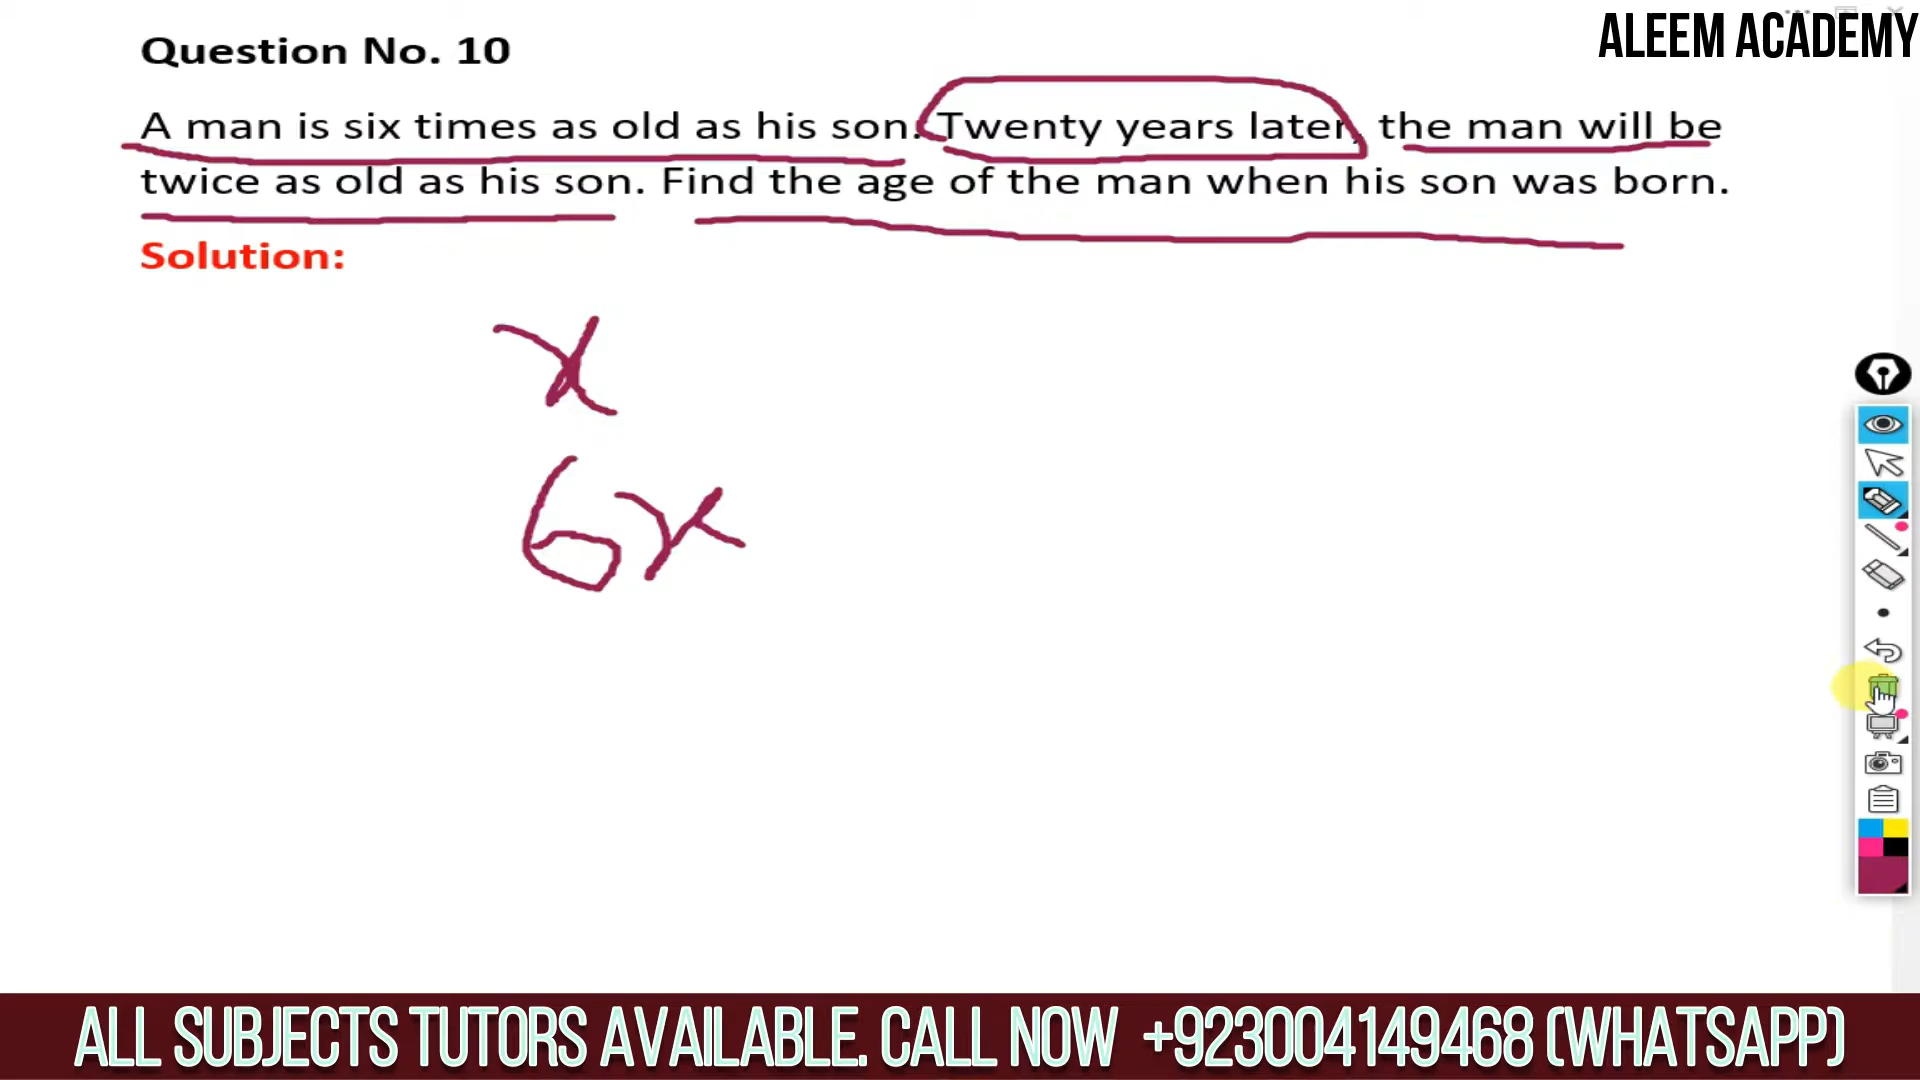 ALEEM ACADEMY
Question No. 10
A man is six times as old as his son. Twenty years later, the man will be
twice as old as his son. Find the age of the man when his son was born.
Solution:
x
6x
ALL SUBJECTS TUTORS AVAILABLE. CALL NOW +923004149468 (WHATSAPP)